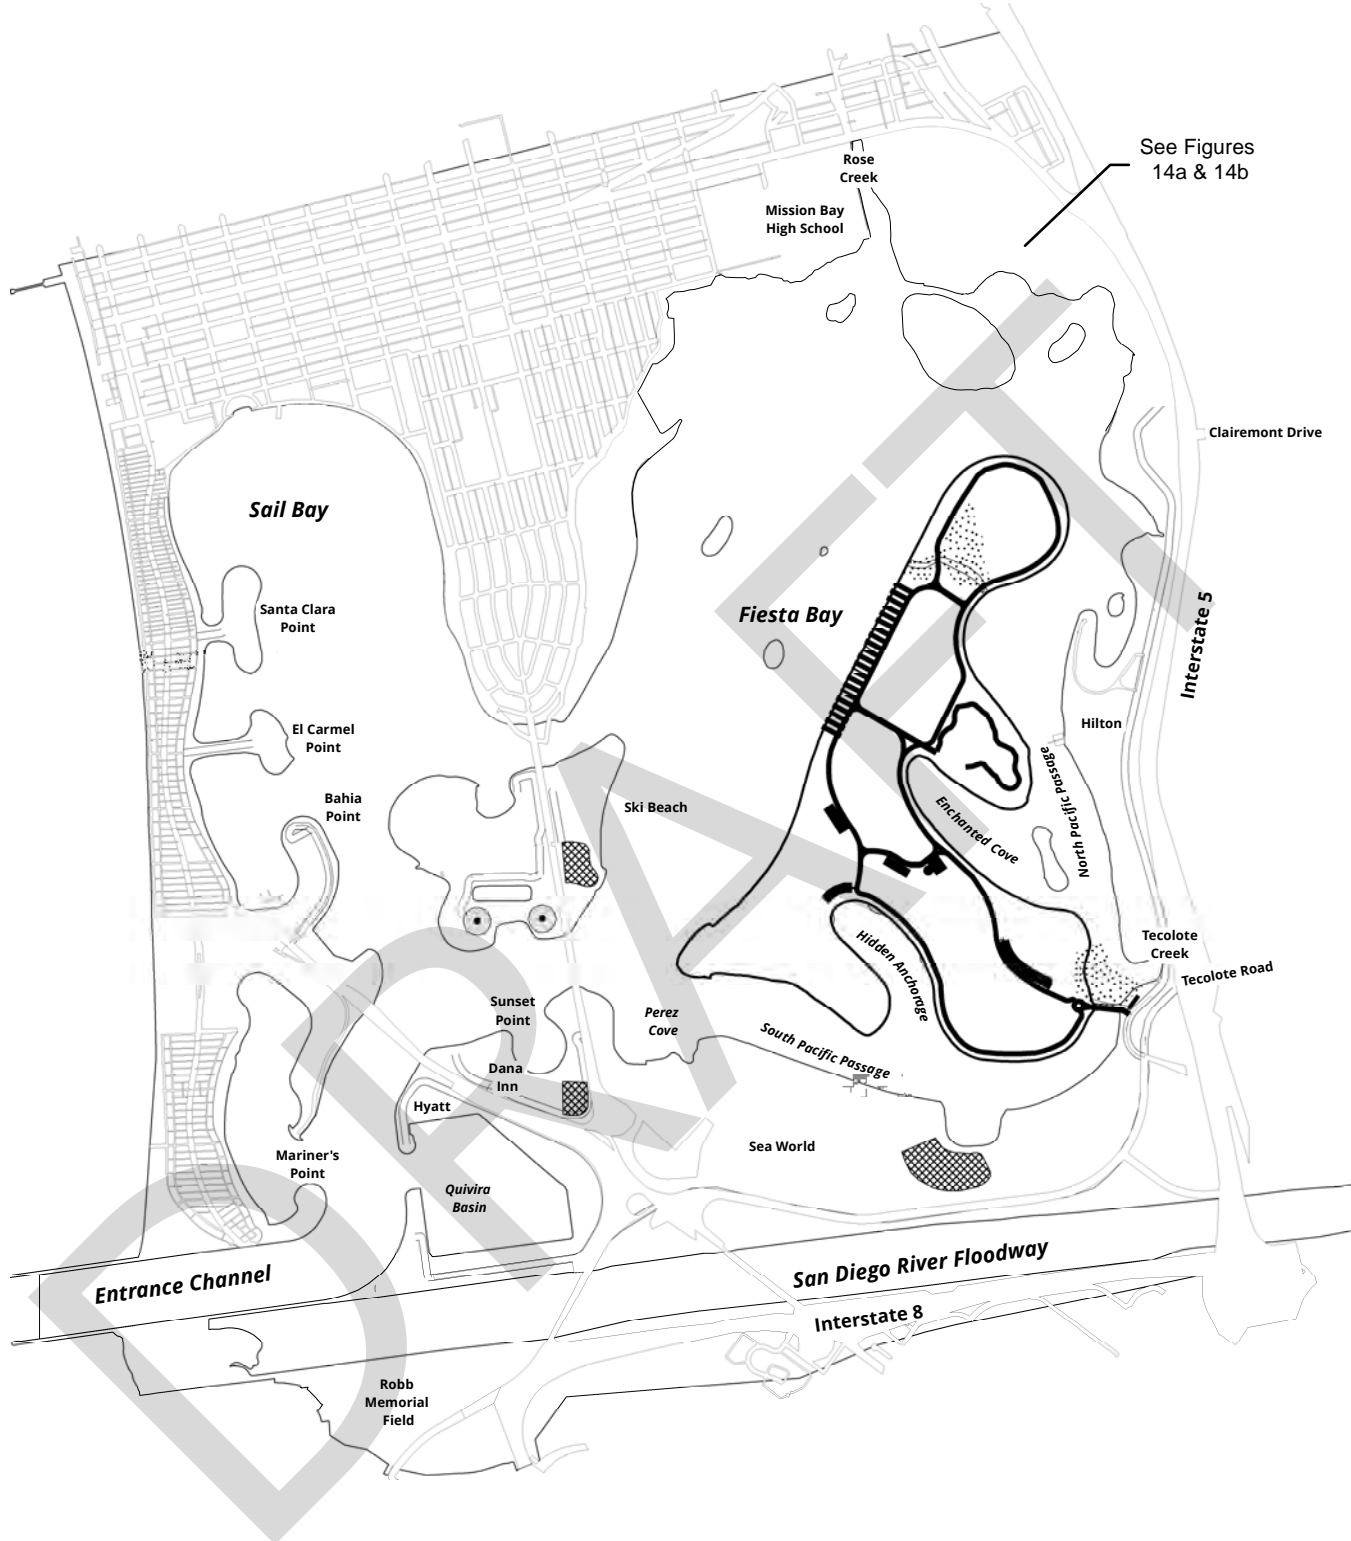 See Figures
14a & 14b
Rose
Creek
Mission Bay
High School
Clairemont Drive
Sail Bay
Santa Clara
Point
Fiesta Bay
Interstate 5
El Carmel
Point
Hilton
North Pacific Passage
Bahia
Point
Ski Beach
Enchanted Cove
Tecolote
Creek
Tecolote Road
Hidden Anchorage
Sunset
Point
Perez
Cove
South Pacific Passage
Dana
Inn
Hyatt
Sea World
Mariner's
Point
Quivira
Basin
Entrance Channel
San Diego River Floodway
Interstate 8
Robb
Memorial
Field
DRAFT